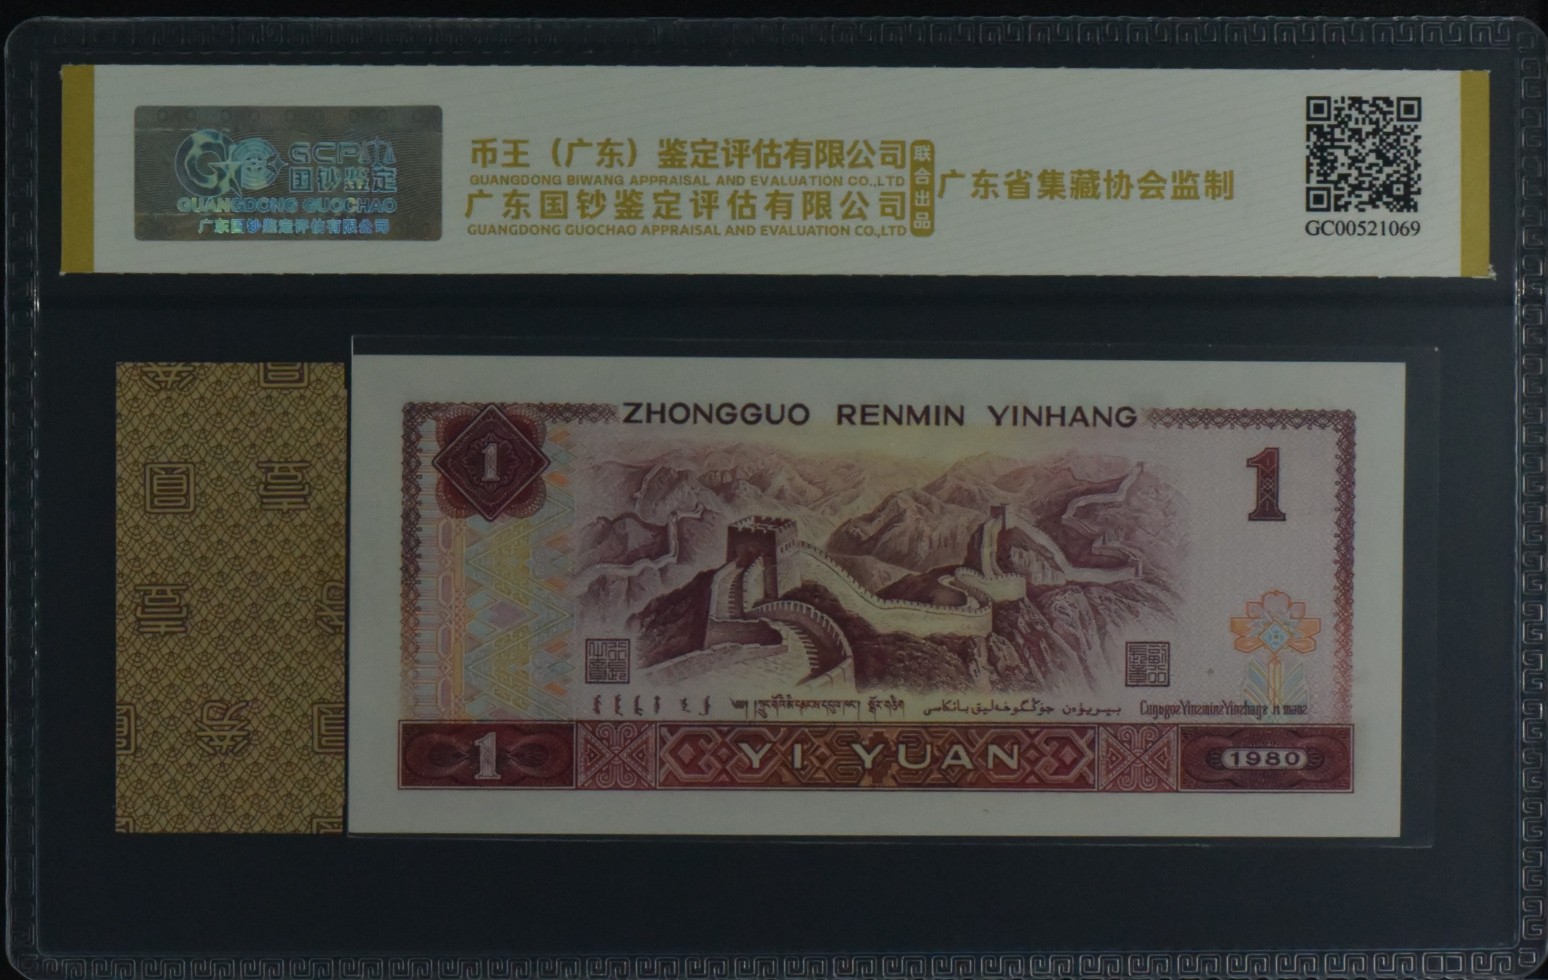 GCP
国钞鉴定
GUANGDONG GUOCHAO
广东国钞鉴定评估有限公司
币王（广东）鉴定评估有限公司
GUANGDONG BIWANG APPRAISAL AND EVALUATION CO.,LTD
广东国钞鉴定评估有限公司
GUANGDONG GUOCHAO APPRAISAL AND EVALUATION CO.,LTD
联合出品
广东省集藏协会监制
GC00521069
ZHONGGUO RENMIN YINHANG
1
1
1
YI YUAN
1980